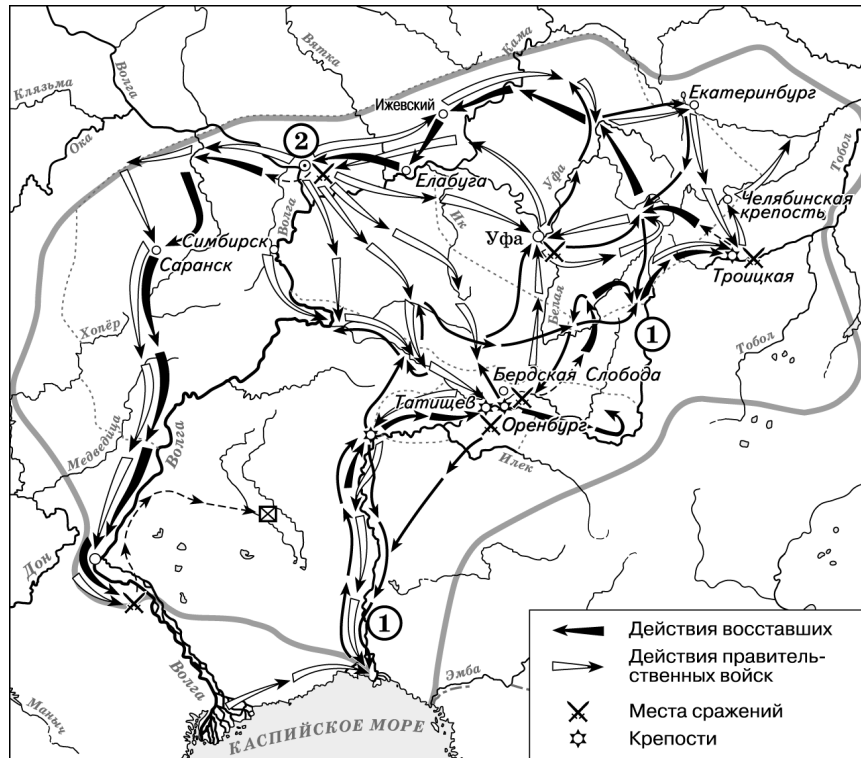 Клязьма
Волга
Вятка
Кама
Ока
Ижевский
Екатеринбург
Тобол
2
Елабуга
Уфа
Челябинская
крепость
Волга
Ик
Симбирск
Саранск
Уфа
Троицкая
Белая
Хопёр
1
Тобол
Бердская Слобода
Татищев
Оренбург
Медведица
Волга
Илек
Дон
1
Волга
Эмба
Маныч
КАСПИЙСКОЕ МОРЕ
Действия восставших
Действия правитель-
ственных войск
Места сражений
Крепости